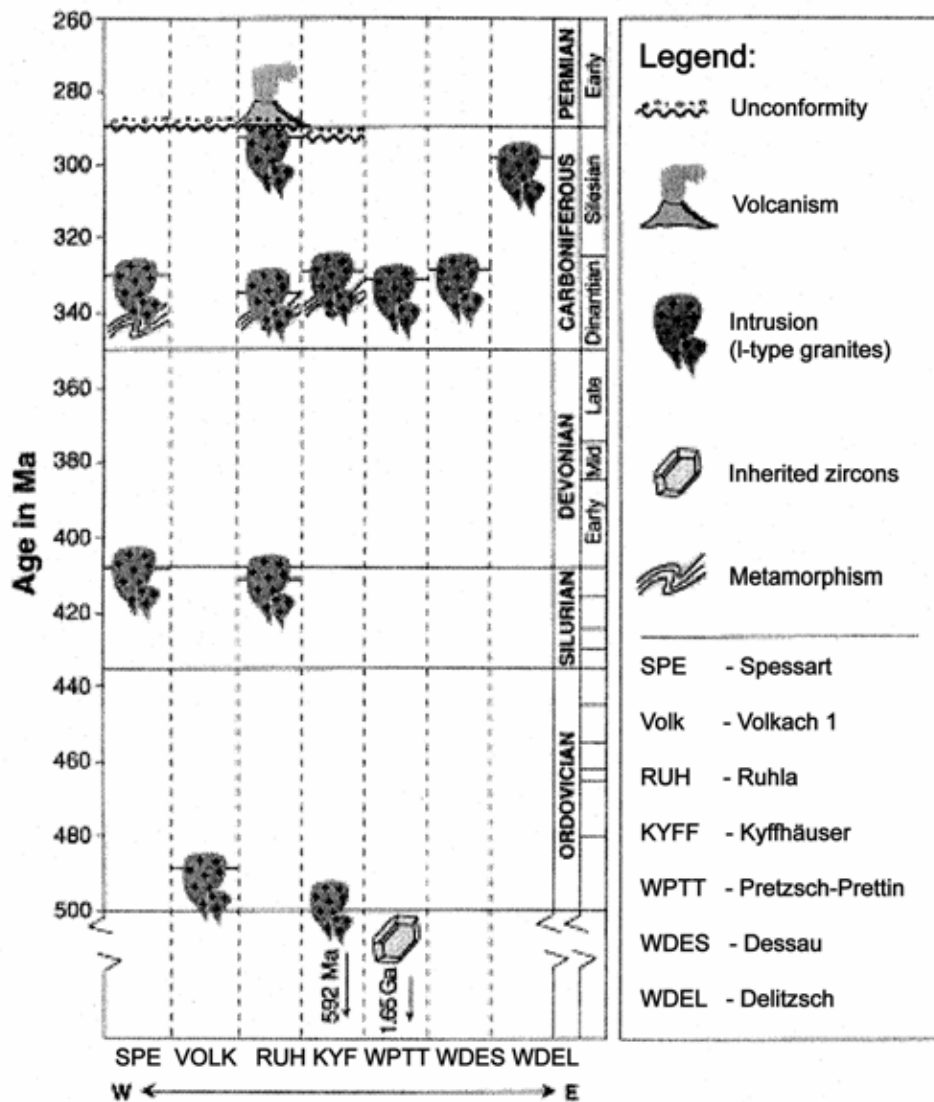 260
280
300
320
340
360
380
400
420
440
460
480
500
Age in Ma
PERMIAN
Early
CARBONIFEROUS
Silesian
Dinantian
DEVONIAN
Late
Mid
Early
SILURIAN
ORDOVICIAN
592 Ma
1.65 Ga
SPE VOLK RUH KYF WPTT WDES WDEL
W E
Legend:
Unconformity
Volcanism
Intrusion
(I-type granites)
Inherited zircons
Metamorphism
SPE - Spessart
Volk - Volkach 1
RUH - Ruhla
KYFF - Kyffhäuser
WPTT - Pretzsch-Prettin
WDES - Dessau
WDEL - Delitzsch